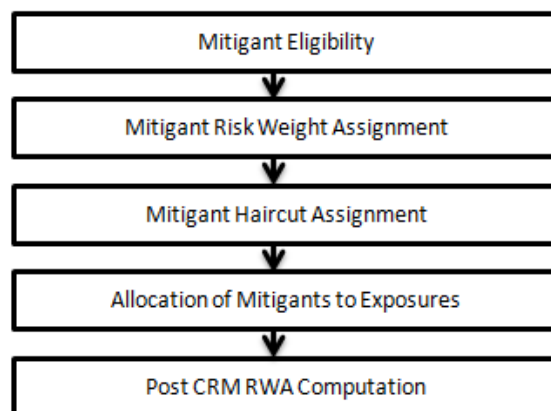 Mitigant Eligibility
Mitigant Risk Weight Assignment
Mitigant Haircut Assignment
Allocation of Mitigants to Exposures
Post CRM RWA Computation